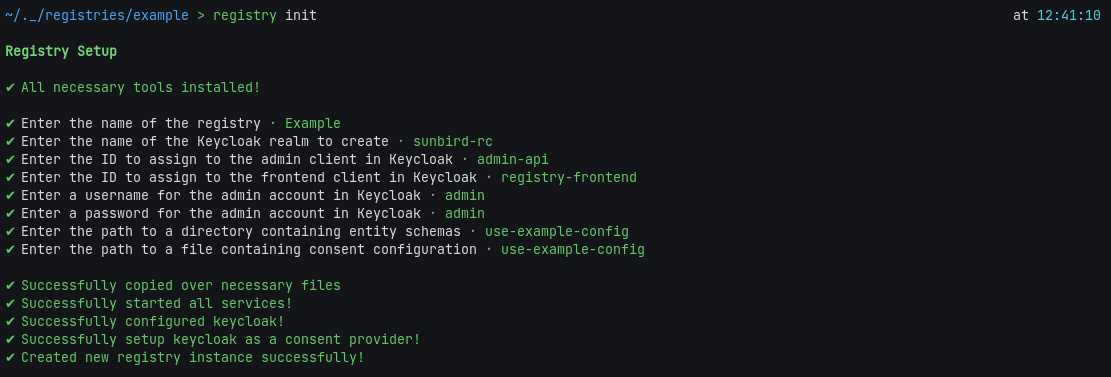 ~/._/registries/example > registry init at 12:41:10
Registry Setup
✔ All necessary tools installed!
✔ Enter the name of the registry · Example
✔ Enter the name of the Keycloak realm to create · sunbird-rc
✔ Enter the ID to assign to the admin client in Keycloak · admin-api
✔ Enter the ID to assign to the frontend client in Keycloak · registry-frontend
✔ Enter a username for the admin account in Keycloak · admin
✔ Enter a password for the admin account in Keycloak · admin
✔ Enter the path to a directory containing entity schemas · use-example-config
✔ Enter the path to a file containing consent configuration · use-example-config
✔ Successfully copied over necessary files
✔ Successfully started all services!
✔ Successfully configured keycloak!
✔ Successfully setup keycloak as a consent provider!
✔ Created new registry instance successfully!